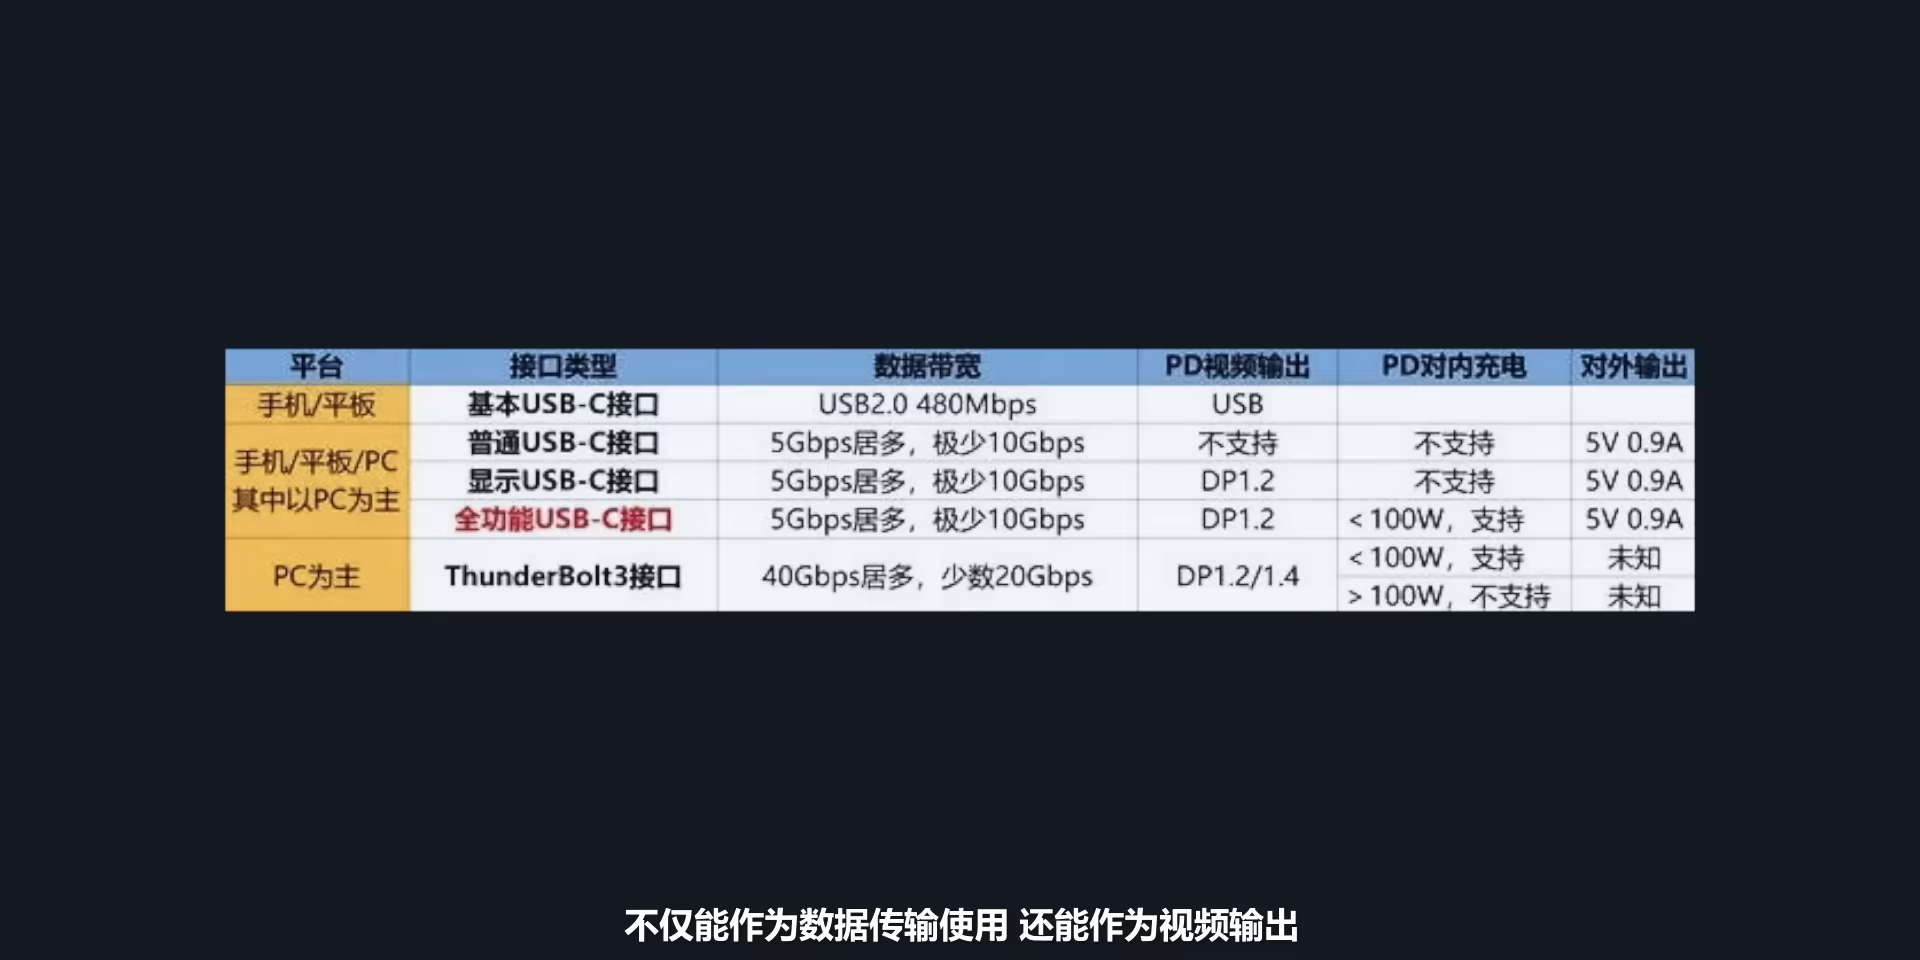 平台 接口类型 数据带宽 PD视频输出 PD对内充电 对外输出
手机/平板 基本USB-C接口 USB2.0 480Mbps USB
手机/平板/PC
其中以PC为主
普通USB-C接口 5Gbps居多，极少10Gbps 不支持 不支持 5V 0.9A
显示USB-C接口 5Gbps居多，极少10Gbps DP1.2 不支持 5V 0.9A
全功能USB-C接口 5Gbps居多，极少10Gbps DP1.2 <100W，支持 5V 0.9A
PC为主 ThunderBolt3接口 40Gbps居多，少数20Gbps DP1.2/1.4
<100W，支持 未知
>100W，不支持 未知
不仅能作为数据传输使用 还能作为视频输出